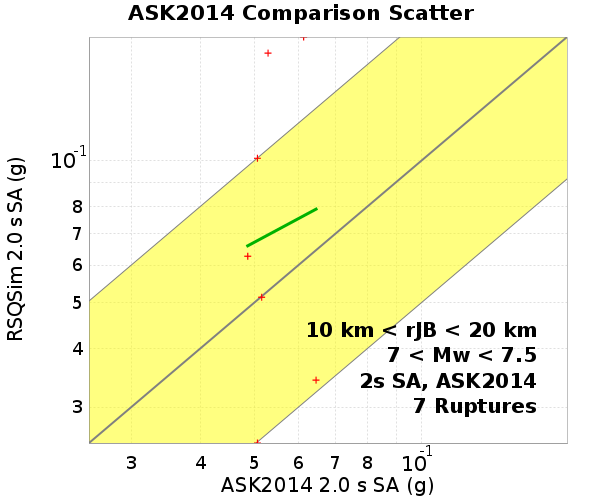 ASK2014 Comparison Scatter
RSQSim 2.0 s SA (g)
10-1
8
7
6
5
4
3
10 km < rJB < 20 km
7 < Mw < 7.5
2s SA, ASK2014
7 Ruptures
3 4 5 6 7 8 10-1
ASK2014 2.0 s SA (g)